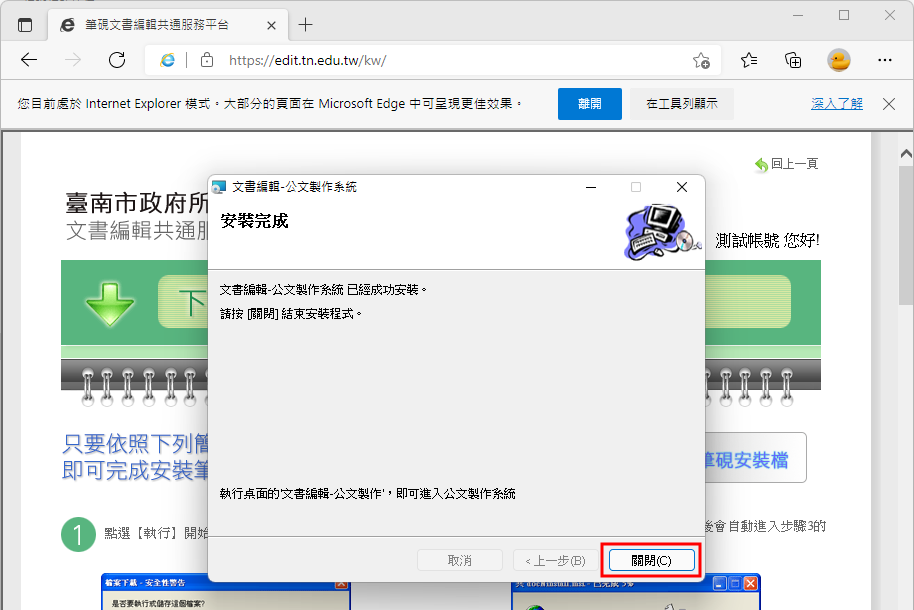 筆硯文書編輯共通服務平台
https://edit.tn.edu.tw/kw/
您目前處於 Internet Explorer 模式。大部分的頁面在 Microsoft Edge 中可呈現更佳效果。
離開
在工具列顯示
深入了解
回上一頁
臺南市政府所
文書編輯共通服
測試帳號 您好!
下
只要依照下列簡
即可完成安裝筆
筆硯安裝檔
1
點選【執行】開始
後會自動進入步驟3的
檔案下載 - 安全性警告
是否要執行或儲存這個檔案?
文書編輯-公文製作系統
安裝完成
文書編輯-公文製作系統 已經成功安裝。
請按 [關閉] 結束安裝程式。
執行桌面的'文書編輯-公文製作'，即可進入公文製作系統
取消
< 上一步(B)
關閉(C)